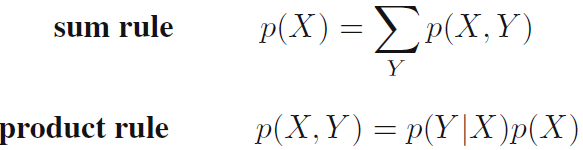 sum rule p(X) = ∑_Y p(X, Y)
product rule p(X, Y) = p(Y|X)p(X)